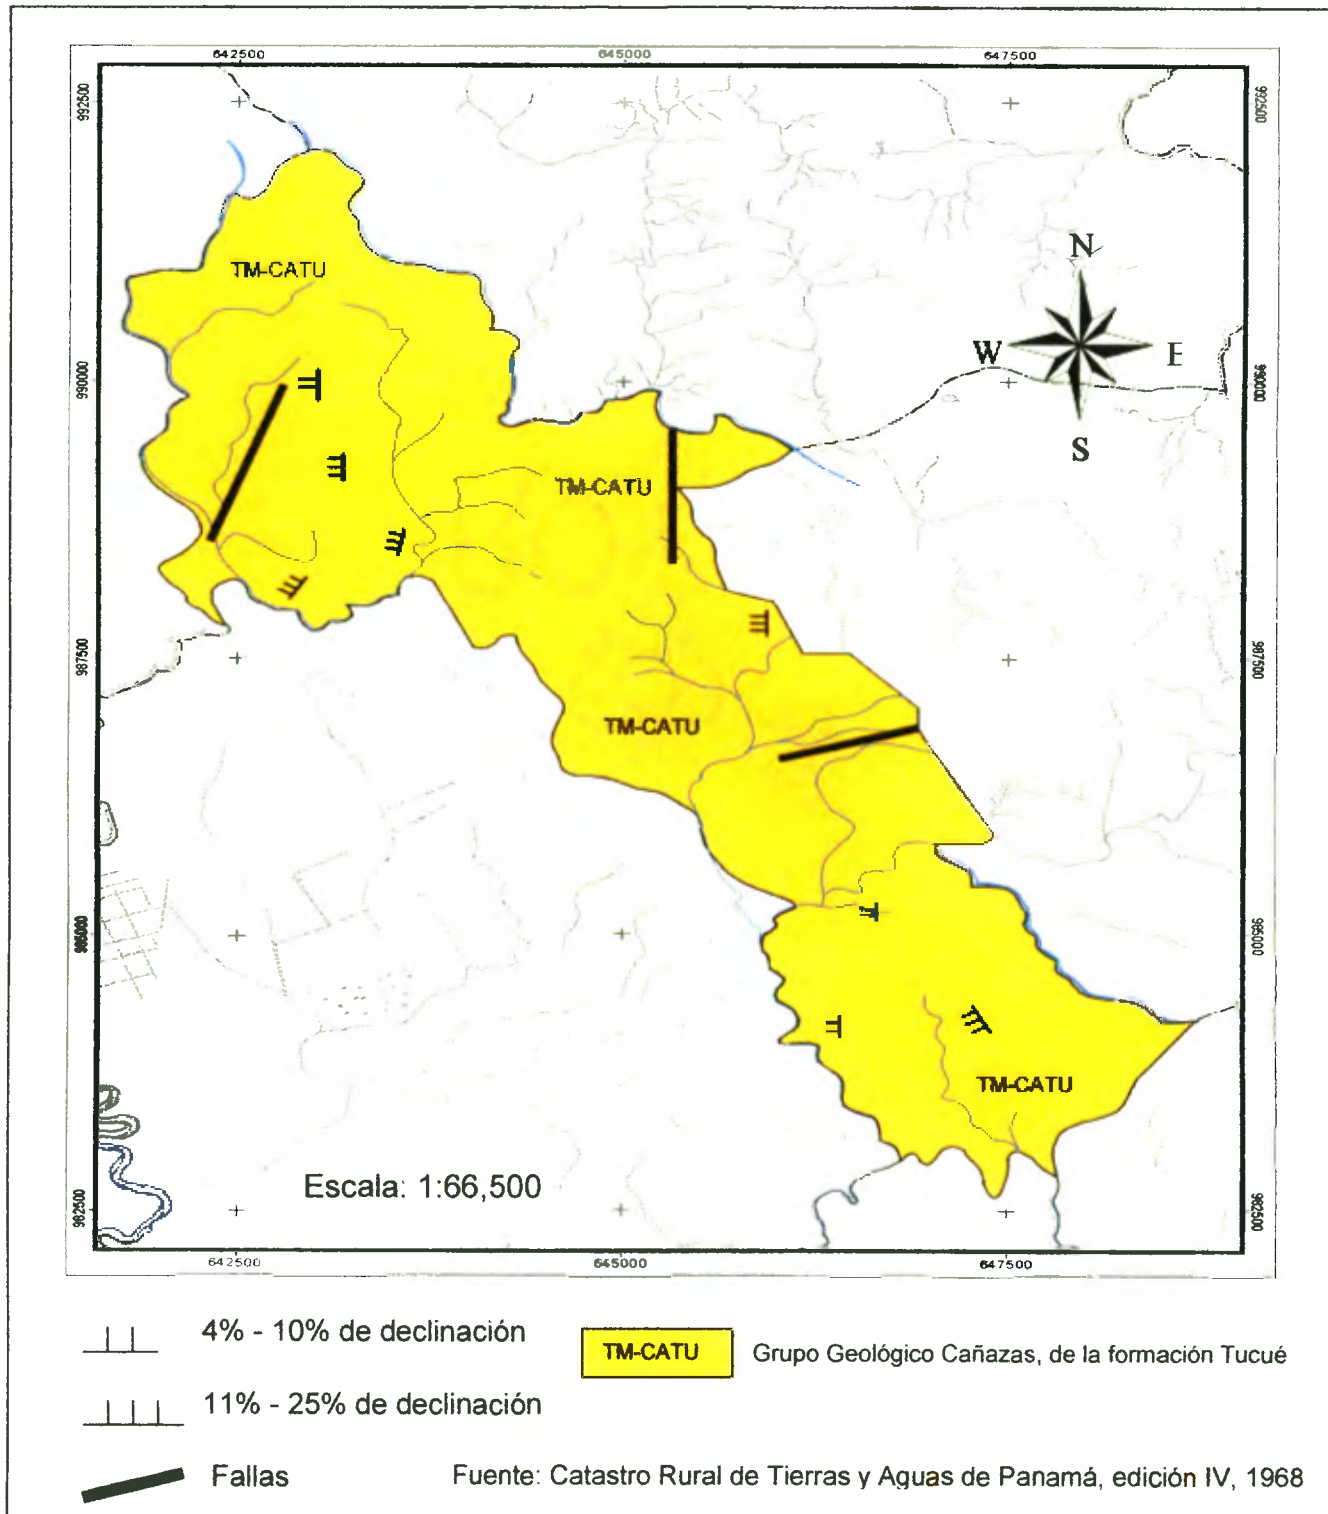 642500 645000 647500
992500 992500
TM-CATU
N
W E
990000 990000
S
TM-CATU
987500 987500
TM-CATU
985000 985000
TM-CATU
Escala: 1:66,500
982500 982500
642500 645000 647500
4% - 10% de declinación
TM-CATU Grupo Geológico Cañazas, de la formación Tucué
11% - 25% de declinación
Fallas Fuente: Catastro Rural de Tierras y Aguas de Panamá, edición IV, 1968